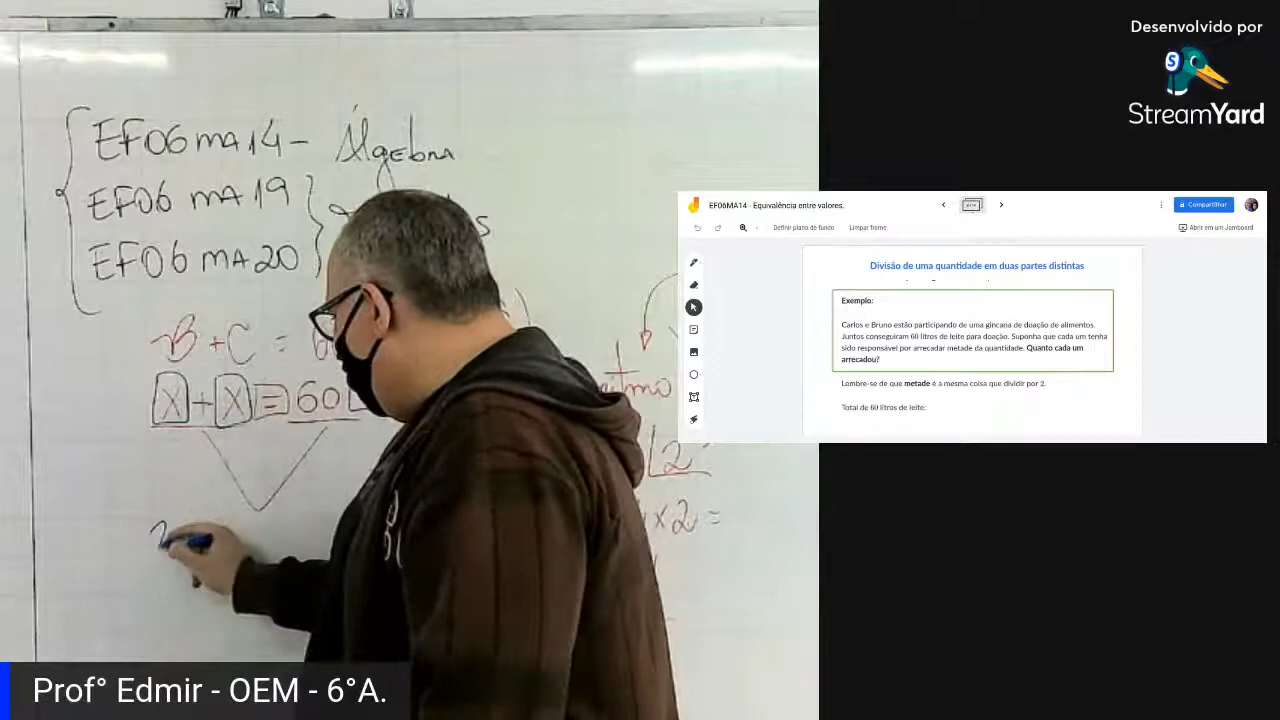 EF06MA14 - Álgebra
EF06MA19
EF06MA20
B + C =
X + X = 60
2
x 2 =
Prof° Edmir - OEM - 6°A.
Desenvolvido por
StreamYard
EF06MA14 - Equivalência entre valores.
Compartilhar
Definir plano de fundo
Limpar frame
Abrir em um Jamboard
Divisão de uma quantidade em duas partes distintas
Exemplo:
Carlos e Bruno estão participando de uma gincana de doação de alimentos.
Juntos conseguiram 60 litros de leite para doação. Suponha que cada um tenha
sido responsável por arrecadar metade da quantidade. Quanto cada um
arrecadou?
Lembre-se de que metade é a mesma coisa que dividir por 2.
Total de 60 litros de leite: